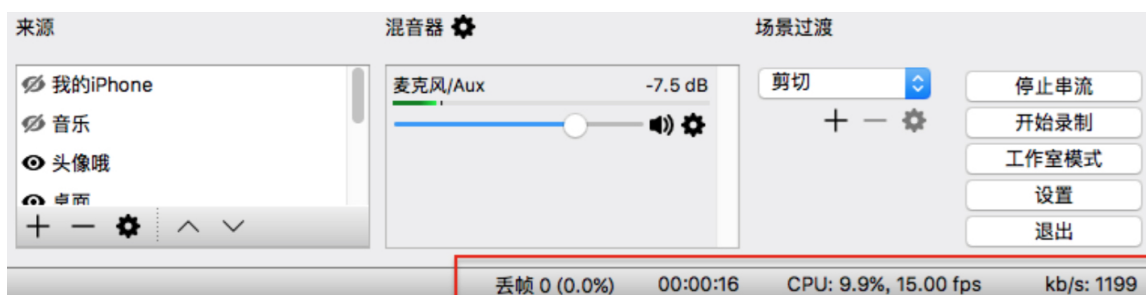 来源
我的iPhone
音乐
头像哦
桌面
混音器
麦克风/Aux -7.5 dB
场景过渡
剪切
停止串流
开始录制
工作室模式
设置
退出
丢帧 0 (0.0%) 00:00:16 CPU: 9.9%, 15.00 fps kb/s: 1199